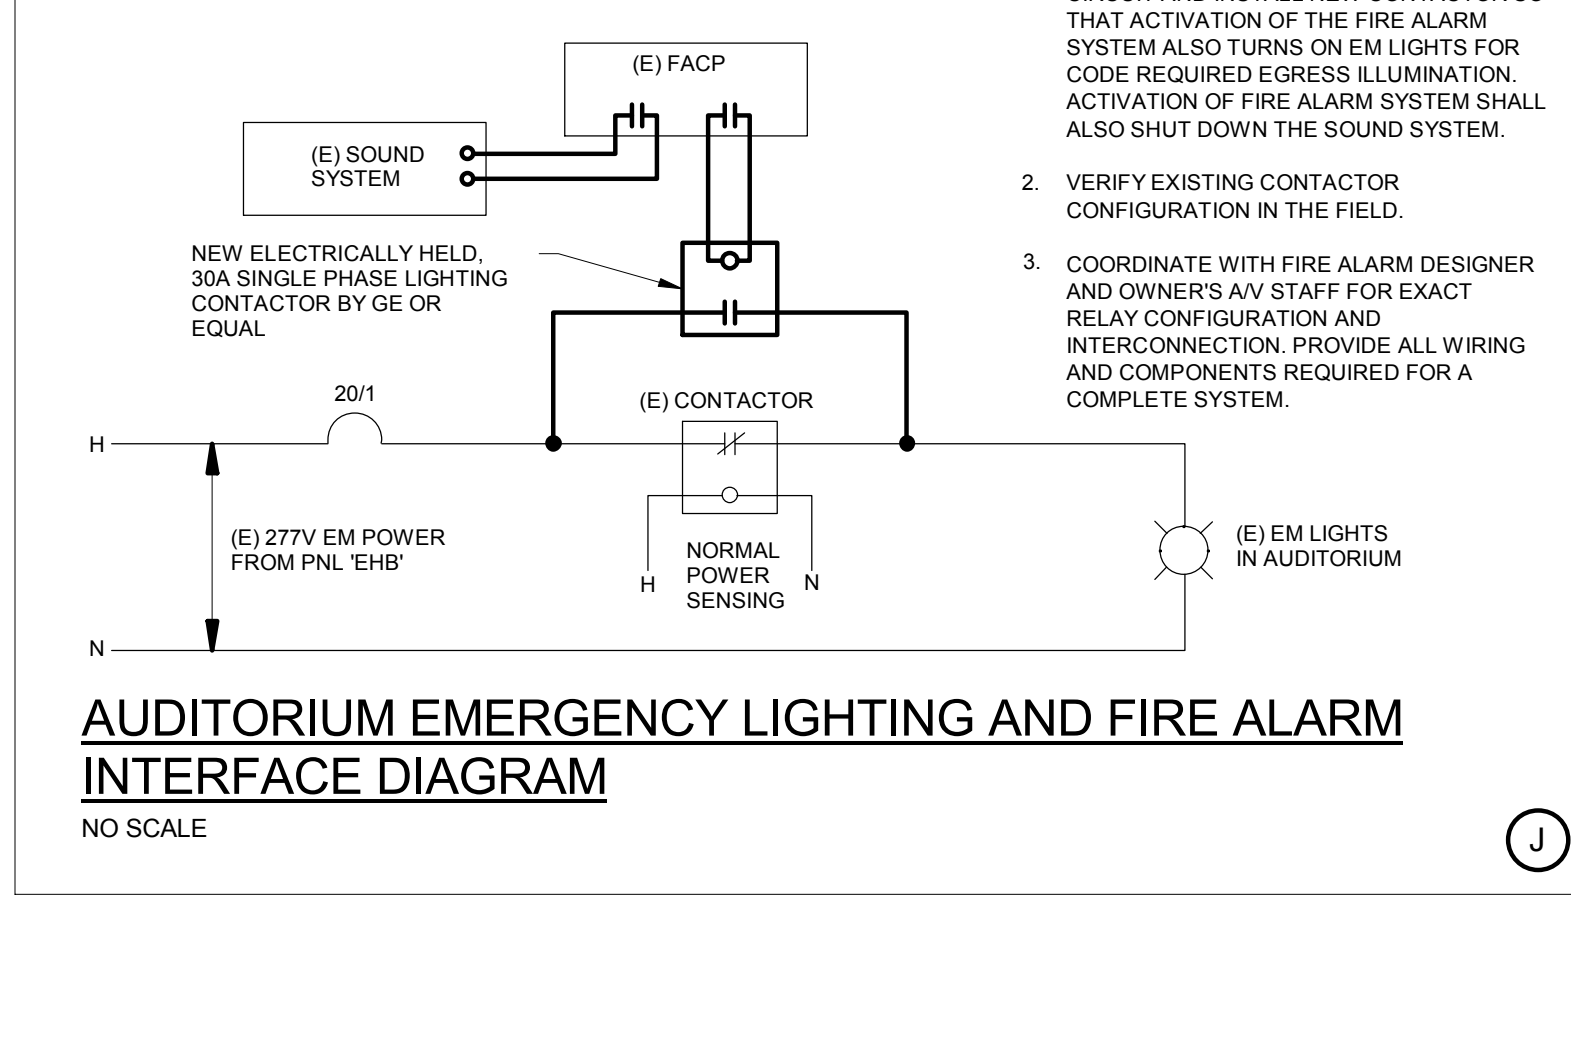 THAT ACTIVATION OF THE FIRE ALARM
SYSTEM ALSO TURNS ON EM LIGHTS FOR
CODE REQUIRED EGRESS ILLUMINATION.
ACTIVATION OF FIRE ALARM SYSTEM SHALL
ALSO SHUT DOWN THE SOUND SYSTEM.
2. VERIFY EXISTING CONTACTOR
CONFIGURATION IN THE FIELD.
3. COORDINATE WITH FIRE ALARM DESIGNER
AND OWNER'S A/V STAFF FOR EXACT
RELAY CONFIGURATION AND
INTERCONNECTION. PROVIDE ALL WIRING
AND COMPONENTS REQUIRED FOR A
COMPLETE SYSTEM.
(E) FACP
(E) SOUND
SYSTEM
NEW ELECTRICALLY HELD,
30A SINGLE PHASE LIGHTING
CONTACTOR BY GE OR
EQUAL
20/1
(E) CONTACTOR
H
(E) 277V EM POWER
FROM PNL 'EHB'
H
NORMAL
POWER
SENSING
N
(E) EM LIGHTS
IN AUDITORIUM
N
AUDITORIUM EMERGENCY LIGHTING AND FIRE ALARM
INTERFACE DIAGRAM
NO SCALE
J